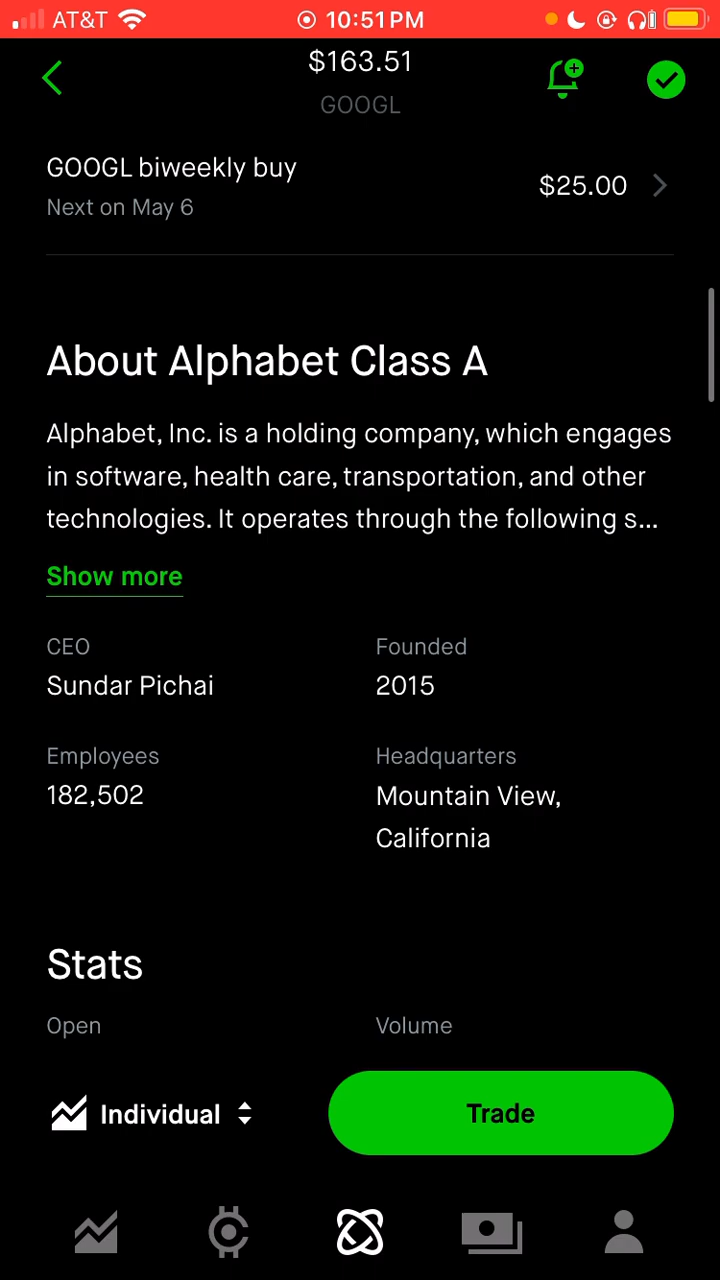 AT&T 10:51PM
$163.51
GOOGL
GOOGL biweekly buy
$25.00
Next on May 6
About Alphabet Class A
Alphabet, Inc. is a holding company, which engages
in software, health care, transportation, and other
technologies. It operates through the following s...
Show more
CEO Founded
Sundar Pichai 2015
Employees Headquarters
182,502 Mountain View,
California
Stats
Open Volume
Individual Trade